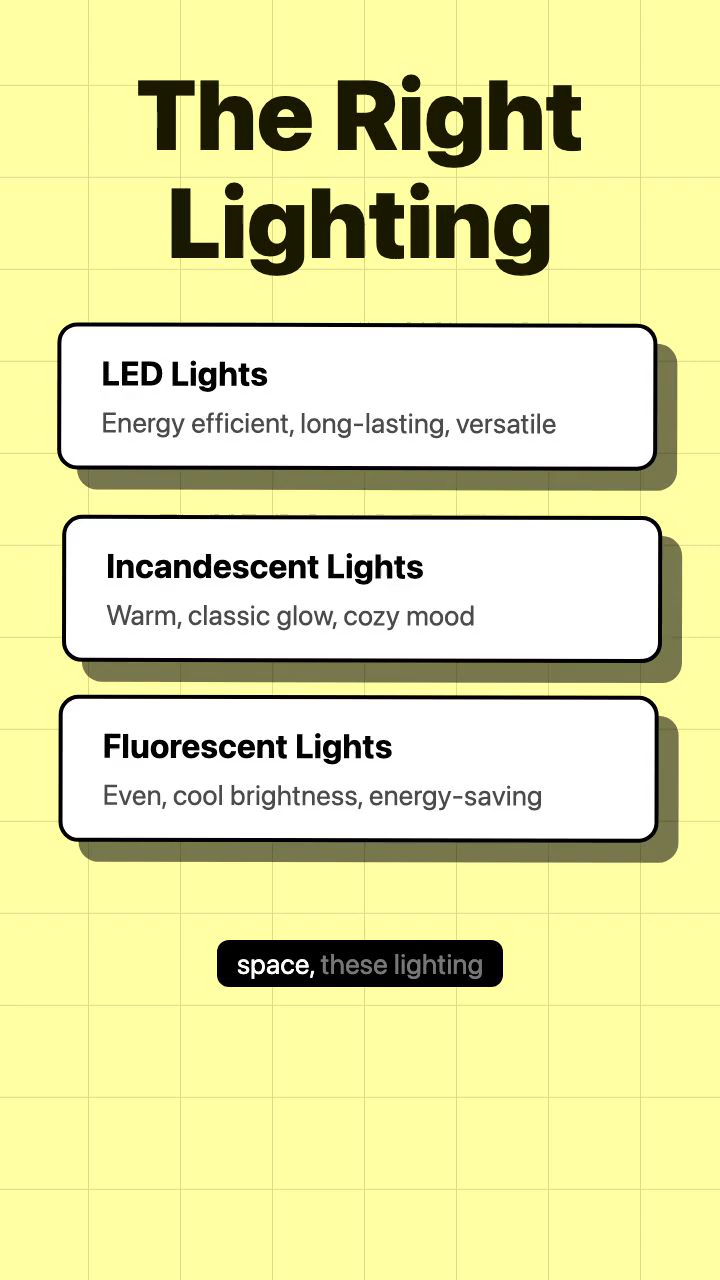 The Right
Lighting
LED Lights
Energy efficient, long-lasting, versatile
Incandescent Lights
Warm, classic glow, cozy mood
Fluorescent Lights
Even, cool brightness, energy-saving
space, these lighting